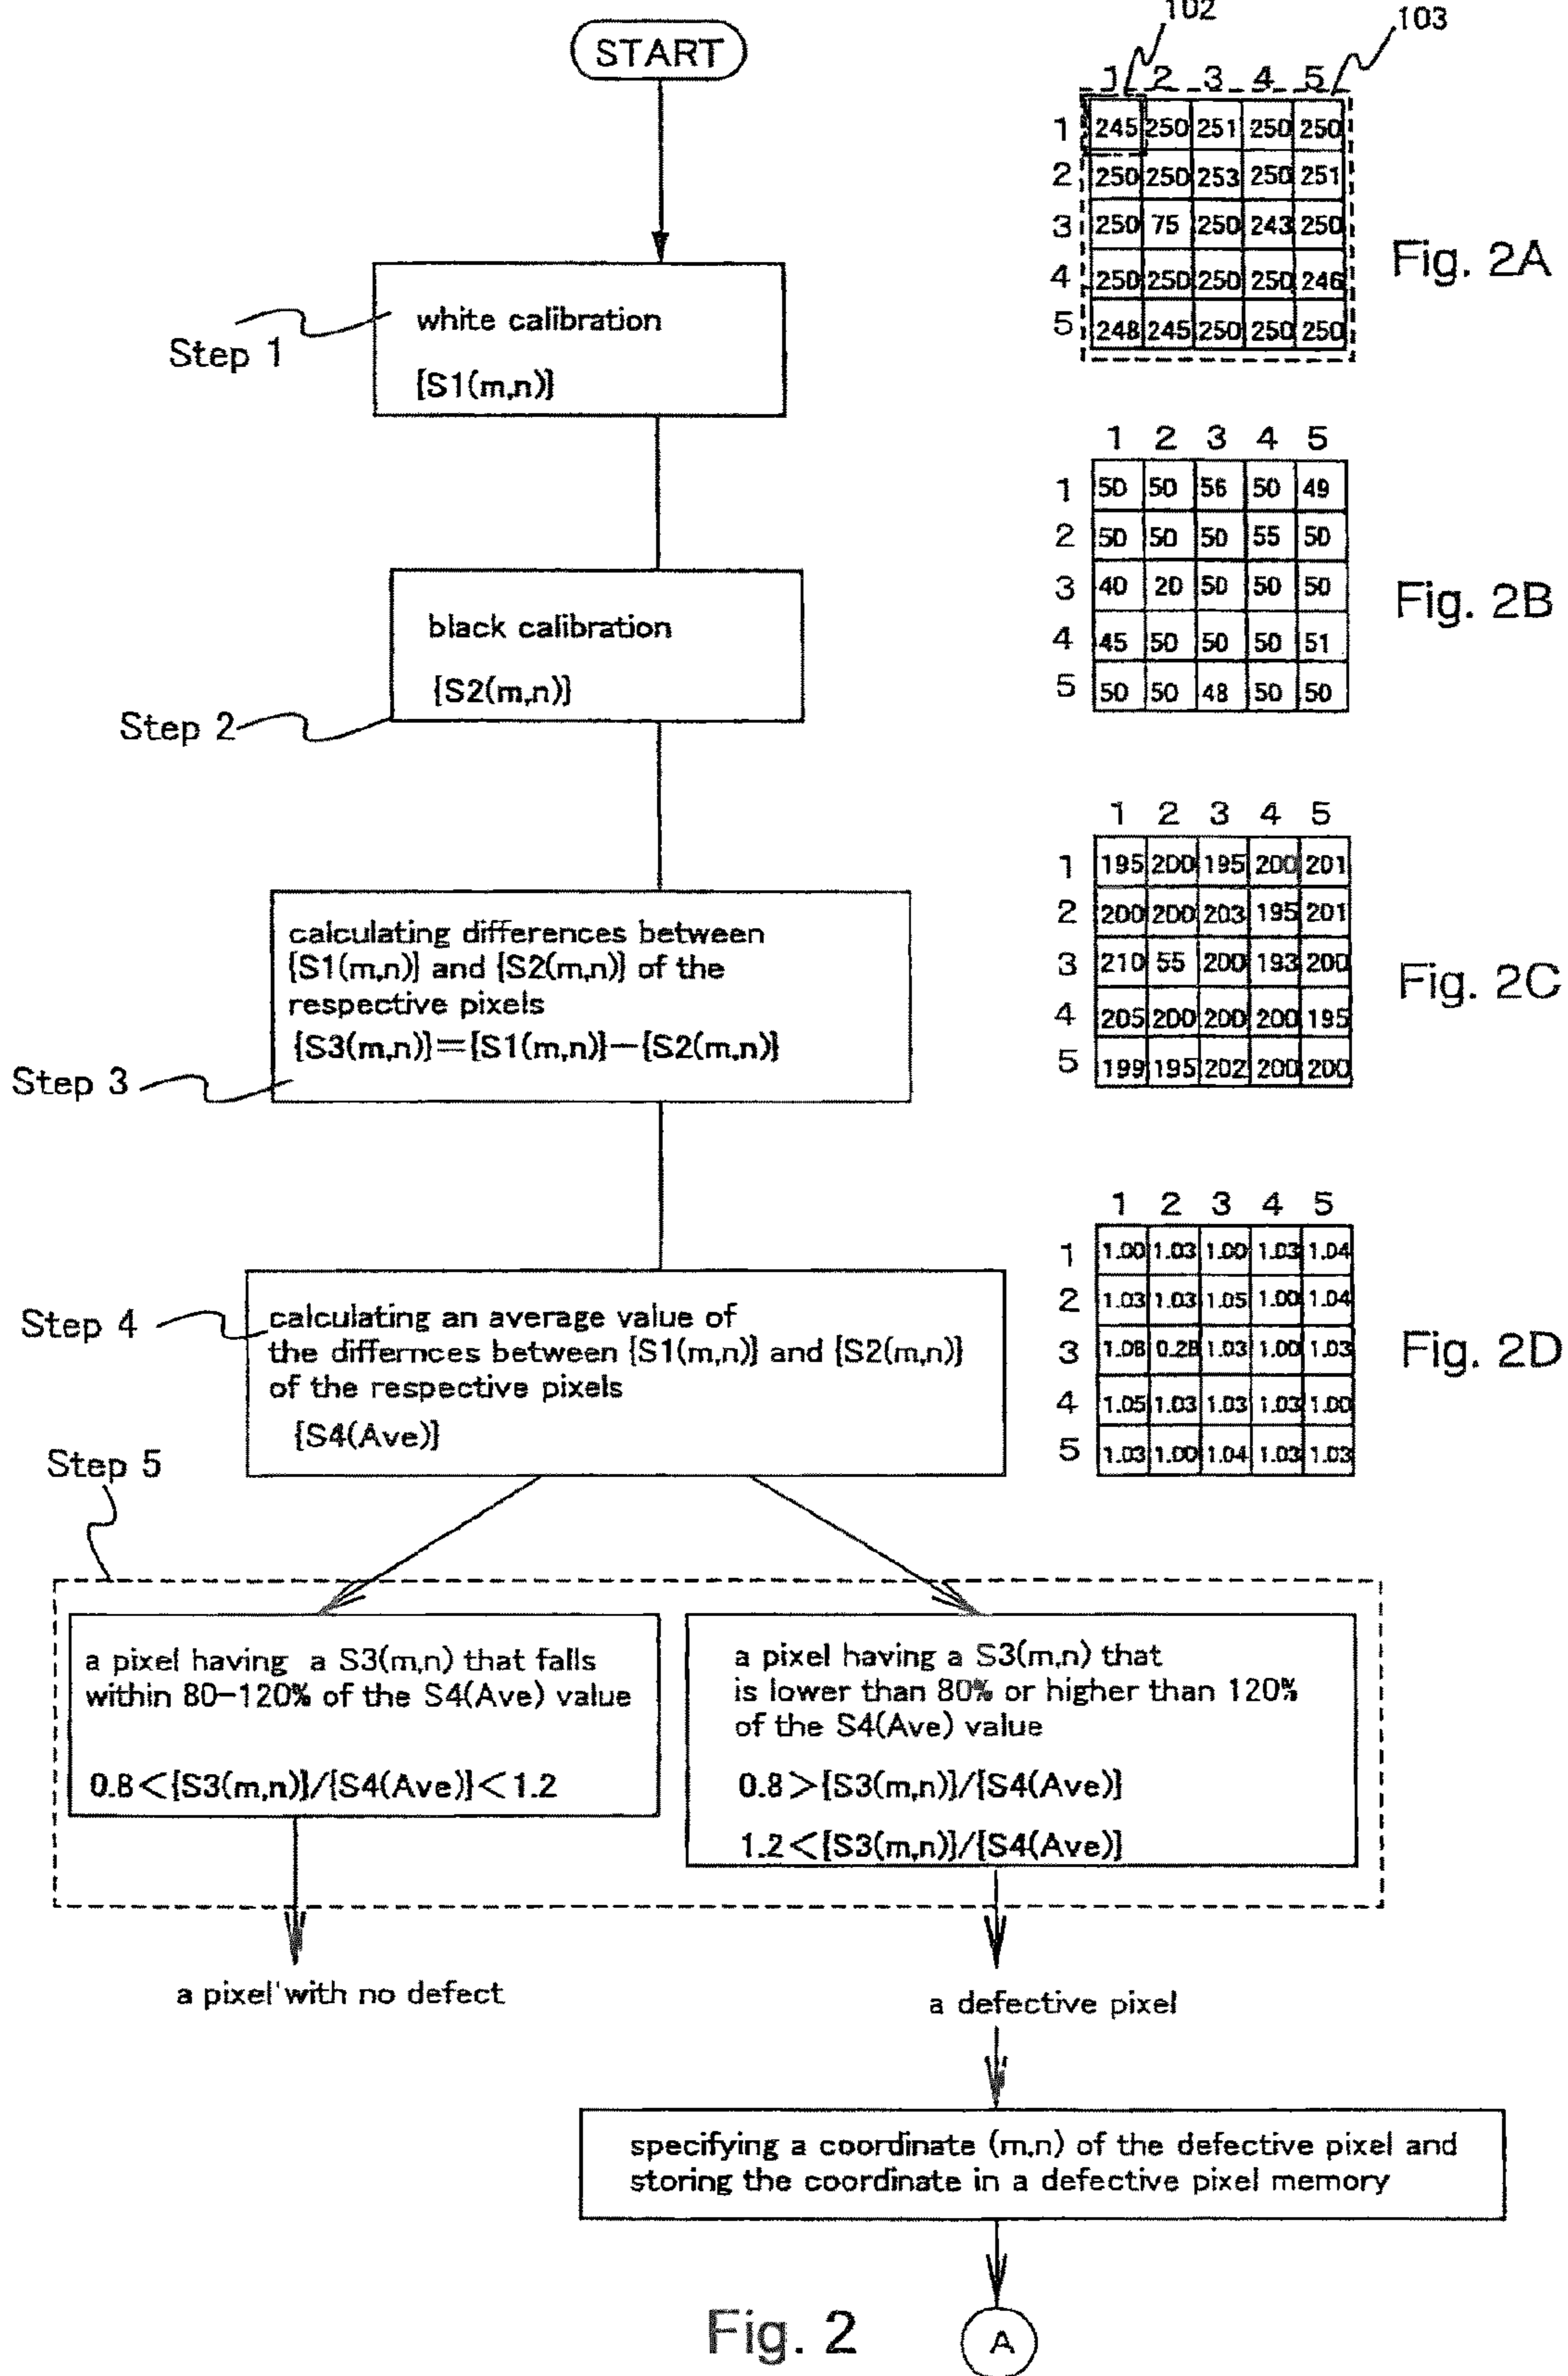 START
white calibration
{S1(m,n)}
Step 1
black calibration
{S2(m,n)}
Step 2
calculating differences between
{S1(m,n)} and {S2(m,n)} of the
respective pixels
{S3(m,n)}={S1(m,n)}−{S2(m,n)}
Step 3
calculating an average value of
the differnces between {S1(m,n)} and {S2(m,n)}
of the respective pixels
{S4(Ave)}
Step 4
Step 5
a pixel having a S3(m,n) that falls
within 80-120% of the S4(Ave) value
0.8<{S3(m,n)}/{S4(Ave)}<1.2
a pixel having a S3(m,n) that
is lower than 80% or higher than 120%
of the S4(Ave) value
0.8>{S3(m,n)}/{S4(Ave)}
1.2<{S3(m,n)}/{S4(Ave)}
a pixel with no defect
a defective pixel
specifying a coordinate (m,n) of the defective pixel and
storing the coordinate in a defective pixel memory
A
Fig. 2
102
103
1 2 3 4 5
1 245 250 251 250 250
2 250 250 253 250 251
3 250 75 250 243 250
4 250 250 250 250 246
5 248 245 250 250 250
Fig. 2A
1 2 3 4 5
1 50 50 56 50 49
2 50 50 50 55 50
3 40 20 50 50 50
4 45 50 50 50 51
5 50 50 48 50 50
Fig. 2B
1 2 3 4 5
1 195 200 195 200 201
2 200 200 203 195 201
3 210 55 200 193 200
4 205 200 200 200 195
5 199 195 202 200 200
Fig. 2C
1 2 3 4 5
1 1.00 1.03 1.00 1.03 1.04
2 1.03 1.03 1.05 1.00 1.04
3 1.08 0.28 1.03 1.00 1.03
4 1.05 1.03 1.03 1.03 1.00
5 1.03 1.00 1.04 1.03 1.03
Fig. 2D